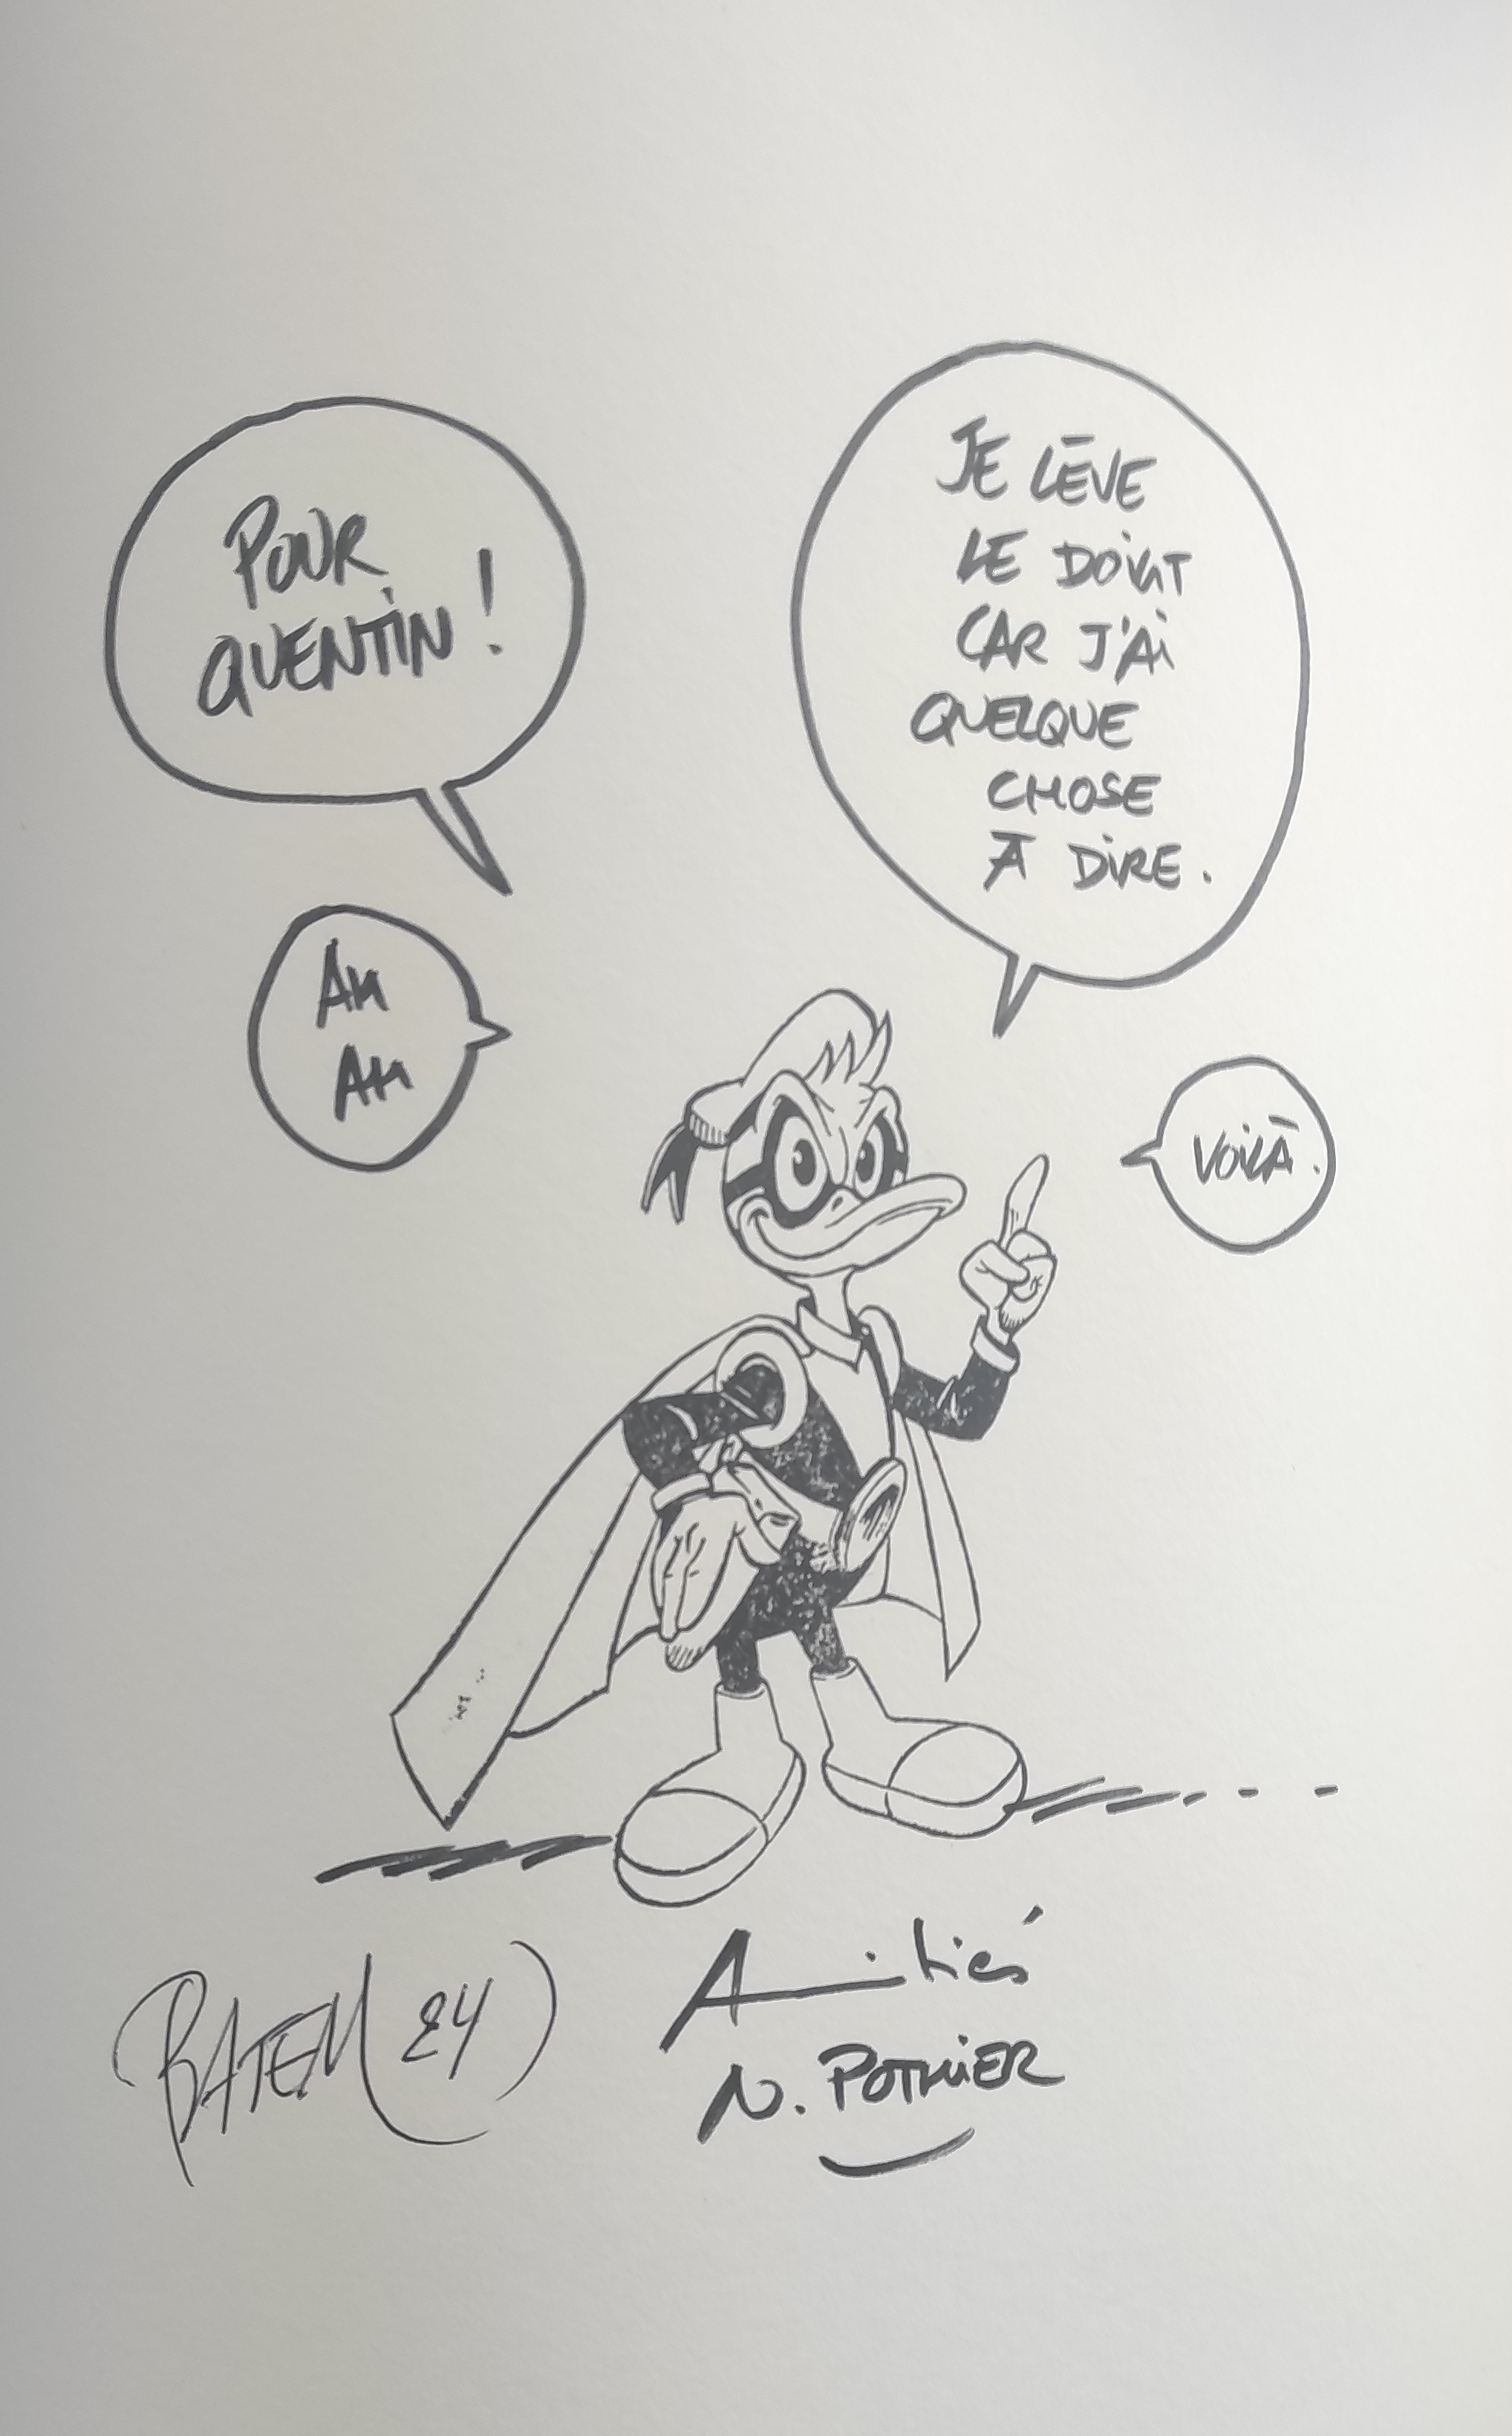 POUR
QUENTIN !
JE LÈVE
LE DOIGT
CAR J'AI
QUELQUE
CHOSE
À DIRE.
AH
AH
VOILÀ.
BATEM 24
Amitiés
N. POTHIER